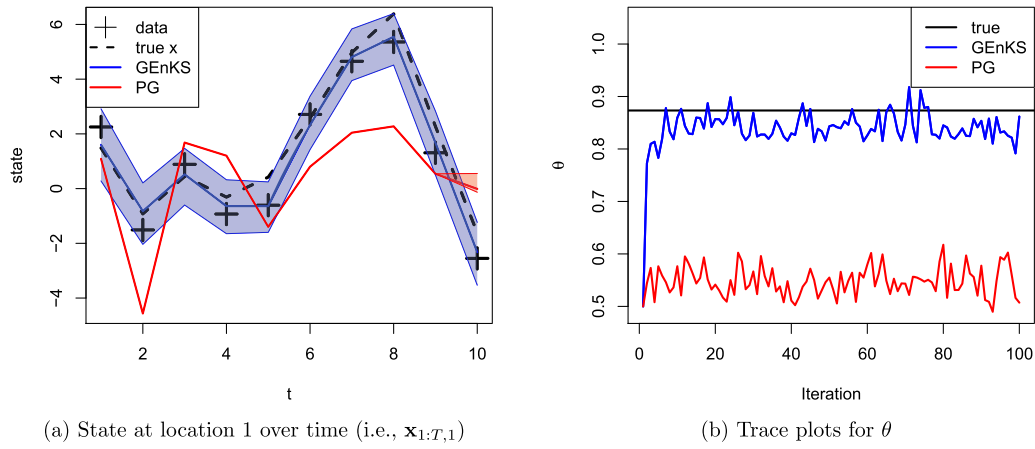 data
true x
GEnKS
PG
state
6
4
2
0
−2
−4
2
4
6
8
10
t
(a) State at location 1 over time (i.e., x1:T,1)
true
GEnKS
PG
θ
1.0
0.9
0.8
0.7
0.6
0.5
0
20
40
60
80
100
Iteration
(b) Trace plots for θ